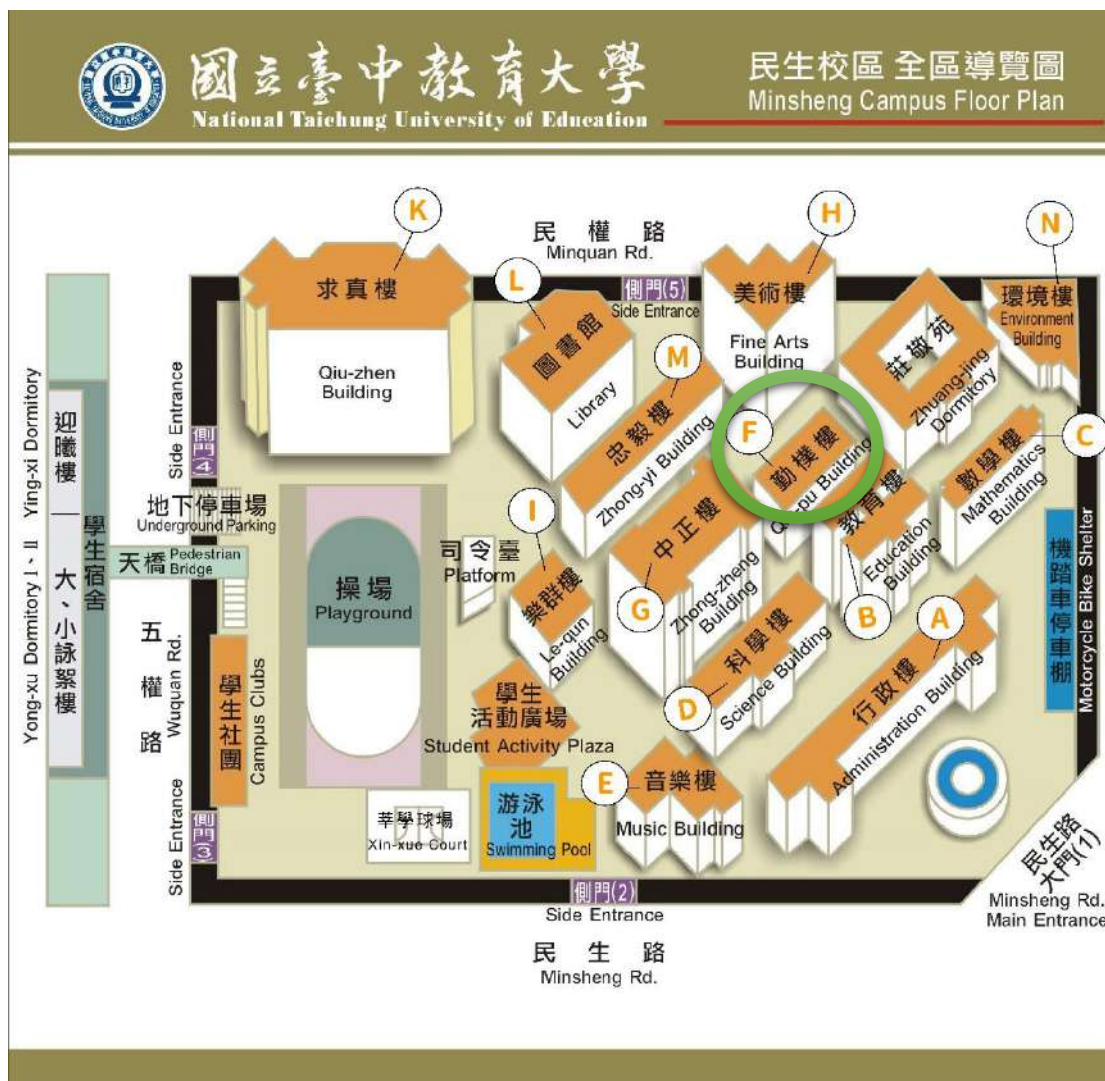 國立臺中教育大學
National Taichung University of Education
民生校區 全區導覽圖
Minsheng Campus Floor Plan
K
H
N
民權路
Minquan Rd.
求真樓
Qiu-zhen
Building
L
圖書館
Library
側門(5)
Side Entrance
美術樓
Fine Arts
Building
莊敬苑
Zhuang-jing
Dormitory
環境樓
Environment
Building
M
忠毅樓
Zhong-yi Building
F
勤樸樓
Qin-pu Building
C
數學樓
Mathematics
Building
Side Entrance
側門(4)
迎曦樓
Ying-xi Dormitory
大、小詠絮樓
Yong-xu Domitory I、II
學生宿舍
地下停車場
Underground Parking
天橋
Pedestrian
Bridge
五權路
Wuquan Rd.
操場
Playground
司令臺
Platform
I
樂群樓
Le-qun
Building
G
中正樓
Zhong-zheng
Building
教育樓
Education
Building
B
A
機踏車停車棚
Motorcycle Bike Shelter
學生社團
Campus Clubs
學生
活動廣場
Student Activity Plaza
D
科學樓
Science Building
行政樓
Administration Building
Side Entrance
側門(3)
莘學球場
Xin-xue Court
游泳
池
Swimming Pool
E
音樂樓
Music Building
民生路
大門(1)
Minsheng Rd.
Main Entrance
側門(2)
Side Entrance
民生路
Minsheng Rd.